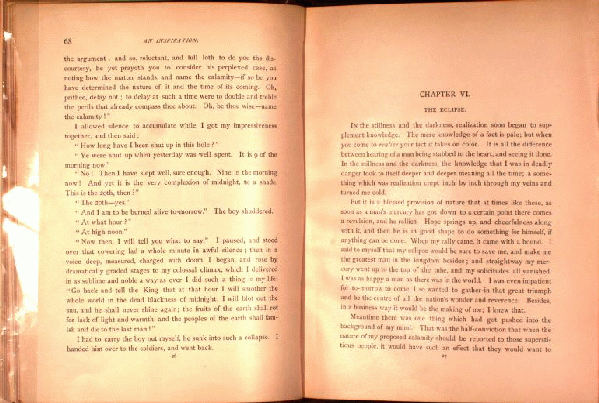 68
AN INSPIRATION.
the argument, and so, reluctant, and full loth to do you this dis-
courtesy, he yet prayeth you to consider his perplexed case, as
noting how the matter stands and name the calamity—if so be you
have determined the nature of it and the time of its coming. Oh,
prithee, delay not; to delay at such a time were to double and treble
the perils that already compass thee about. Oh, be thou wise—name
the calamity!"
I allowed silence to accumulate while I got my impressiveness
together, and then said:
"How long have I been shut up in this hole?"
"Ye were shut up when yesterday was well spent. It is 9 of the
morning now."
"No! Then I have slept well, sure enough. Nine in the morning
now! And yet it is the very complexion of midnight, to a shade.
This is the 20th, then?"
"The 20th—yes."
"And I am to be burned alive to-morrow." The boy shuddered.
"At what hour?"
"At high noon."
"Now then, I will tell you what to say." I paused, and stood
over that cowering lad a whole minute in awful silence; then in a
voice deep, measured, charged with doom, I began, and rose by
dramatically graded stages to my colossal climax, which I delivered
in as sublime and noble a way as ever I did such a thing in my life:
"Go back and tell the King that at that hour I will smother the
whole world in the dead blackness of midnight; I will blot out the
sun, and he shall never shine again; the fruits of the earth shall rot
for lack of light and warmth, and the peoples of the earth shall fam-
ish and die to the last man!"
I had to carry the boy out myself, he sunk into such a collapse. I
handed him over to the soldiers, and went back.
CHAPTER VI.
THE ECLIPSE.
In the stillness and the darkness, realization soon began to sup-
plement knowledge. The mere knowledge of a fact is pale; but when
you come to realize your fact it takes on color. It is all the difference
between hearing of a man being stabbed to the heart, and seeing it done.
In the stillness and the darkness, the knowledge that I was in deadly
danger took to itself deeper and deeper meaning all the time; a some-
thing which was realization crept inch by inch through my veins and
turned me cold.
But it is a blessed provision of nature that at times like these, as
soon as a man's mercury has got down to a certain point there comes
a revulsion, and he rallies. Hope springs up, and cheerfulness along
with it, and then he is in good shape to do something for himself, if
anything can be done. When my rally came, it came with a bound. I
said to myself that my eclipse would be sure to save me, and make me
the greatest man in the kingdom besides; and straightway my mer-
cury went up to the top of the tube, and my solicitudes all vanished.
I was as happy a man as there was in the world. I was even impatient
for to-morrow to come, I so wanted to gather-in that great triumph
and be the centre of all the nation's wonder and reverence. Besides,
in a business way it would be the making of me; I knew that.
Meantime there was one thing which had got pushed into the
background of my mind. That was the half-conviction that when the
nature of my proposed calamity should be reported to those supersti-
tious people, it would have such an effect that they would want to